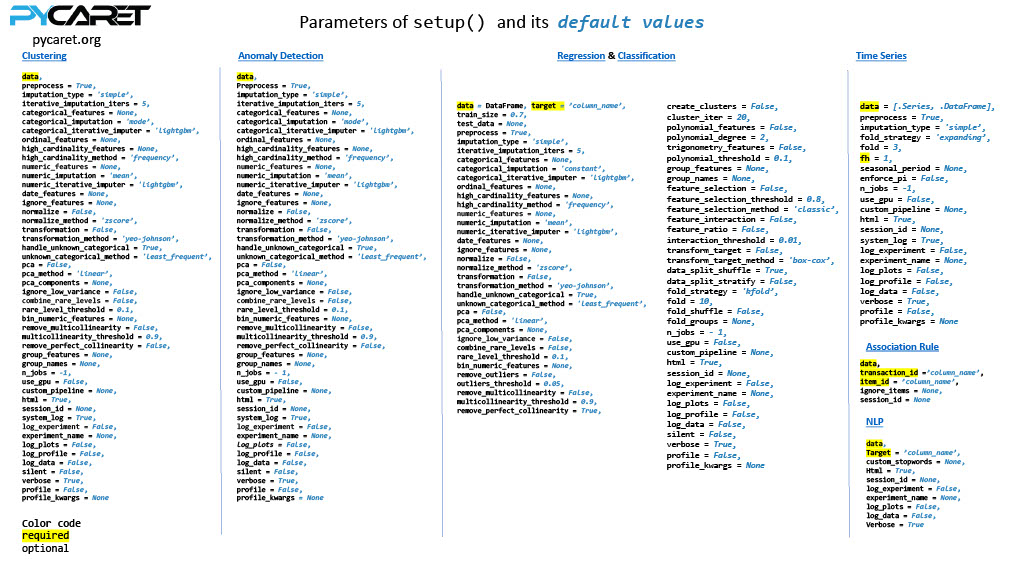 PYCARET
pycaret.org
Parameters of setup() and its default values
Clustering
data,
preprocess = True,
imputation_type = 'simple',
iterative_imputation_iters = 5,
categorical_features = None,
categorical_imputation = 'mode',
categorical_iterative_imputer = 'lightgbm',
ordinal_features = None,
high_cardinality_features = None,
high_cardinality_method = 'frequency',
numeric_features = None,
numeric_imputation = 'mean',
numeric_iterative_imputer = 'lightgbm',
date_features = None,
ignore_features = None,
normalize = False,
normalize_method = 'zscore',
transformation = False,
transformation_method = 'yeo-johnson',
handle_unknown_categorical = True,
unknown_categorical_method = 'least_frequent',
pca = False,
pca_method = 'linear',
pca_components = None,
ignore_low_variance = False,
combine_rare_levels = False,
rare_level_threshold = 0.1,
bin_numeric_features = None,
remove_multicollinearity = False,
multicollinearity_threshold = 0.9,
remove_perfect_collinearity = False,
group_features = None,
group_names = None,
n_jobs = -1,
use_gpu = False,
custom_pipeline = None,
html = True,
session_id = None,
system_log = True,
log_experiment = False,
experiment_name = None,
log_plots = False,
log_profile = False,
log_data = False,
silent = False,
verbose = True,
profile = False,
profile_kwargs = None
Color code
required
optional
Anomaly Detection
data,
Preprocess = True,
imputation_type = 'simple',
iterative_imputation_iters = 5,
categorical_features = None,
categorical_imputation = 'mode',
categorical_iterative_imputer = 'lightgbm',
ordinal_features = None,
high_cardinality_features = None,
high_cardinality_method = 'frequency',
numeric_features = None,
numeric_imputation = 'mean',
numeric_iterative_imputer = 'lightgbm',
date_features = None,
ignore_features = None,
normalize = False,
normalize_method = 'zscore',
transformation = False,
transformation_method = 'yeo-johnson',
handle_unknown_categorical = True,
unknown_categorical_method = 'least_frequent',
pca = False,
pca_method = 'linear',
pca_components = None,
ignore_low_variance = False,
combine_rare_levels = False,
rare_level_threshold = 0.1,
bin_numeric_features = None,
remove_multicollinearity = False,
multicollinearity_threshold = 0.9,
remove_perfect_collinearity = False,
group_features = None,
group_names = None,
n_jobs = - 1,
use_gpu = False,
custom_pipeline = None,
html = True,
session_id = None,
system_log = True,
log_experiment = False,
experiment_name = None,
log_plots = False,
log_profile = False,
log_data = False,
silent = False,
verbose = True,
profile = False,
profile_kwargs = None
Regression & Classification
data = DataFrame, target = 'column_name',
train_size = 0.7,
test_data = None,
preprocess = True,
imputation_type = 'simple',
iterative_imputation_iters = 5,
categorical_features = None,
categorical_imputation = 'constant',
categorical_iterative_imputer = 'lightgbm',
ordinal_features = None,
high_cardinality_features = None,
high_cardinality_method = 'frequency',
numeric_features = None,
numeric_imputation = 'mean',
numeric_iterative_imputer = 'lightgbm',
date_features = None,
ignore_features = None,
normalize = False,
normalize_method = 'zscore',
transformation = False,
transformation_method = 'yeo-johnson',
handle_unknown_categorical = True,
unknown_categorical_method = 'least_frequent',
pca = False,
pca_method = 'linear',
pca_components = None,
ignore_low_variance = False,
combine_rare_levels = False,
rare_level_threshold = 0.1,
bin_numeric_features = None,
remove_outliers = False,
outliers_threshold = 0.05,
remove_multicollinearity = False,
multicollinearity_threshold = 0.9,
remove_perfect_collinearity = True,
create_clusters = False,
cluster_iter = 20,
polynomial_features = False,
polynomial_degree = 2,
trigonometry_features = False,
polynomial_threshold = 0.1,
group_features = None,
group_names = None,
feature_selection = False,
feature_selection_threshold = 0.8,
feature_selection_method = 'classic',
feature_interaction = False,
feature_ratio = False,
interaction_threshold = 0.01,
transform_target = False,
transform_target_method = 'box-cox',
data_split_shuffle = True,
data_split_stratify = False,
fold_strategy = 'kfold',
fold = 10,
fold_shuffle = False,
fold_groups = None,
n_jobs = - 1,
use_gpu = False,
custom_pipeline = None,
html = True,
session_id = None,
log_experiment = False,
experiment_name = None,
log_plots = False,
log_profile = False,
log_data = False,
silent = False,
verbose = True,
profile = False,
profile_kwargs = None
Time Series
data = [.Series, .DataFrame],
preprocess = True,
imputation_type = 'simple',
fold_strategy = 'expanding',
fold = 3,
fh = 1,
seasonal_period = None,
enforce_pi = False,
n_jobs = -1,
use_gpu = False,
custom_pipeline = None,
html = True,
session_id = None,
system_log = True,
log_experiment = False,
experiment_name = None,
log_plots = False,
log_profile = False,
log_data = False,
verbose = True,
profile = False,
profile_kwargs = None
Association Rule
data,
transaction_id ='column_name',
item_id = 'column_name',
ignore_items = None,
session_id = None
NLP
data,
Target = 'column_name',
custom_stopwords = None,
Html = True,
session_id = None,
log_experiment = False,
experiment_name = None,
log_plots = False,
log_data = False,
Verbose = True